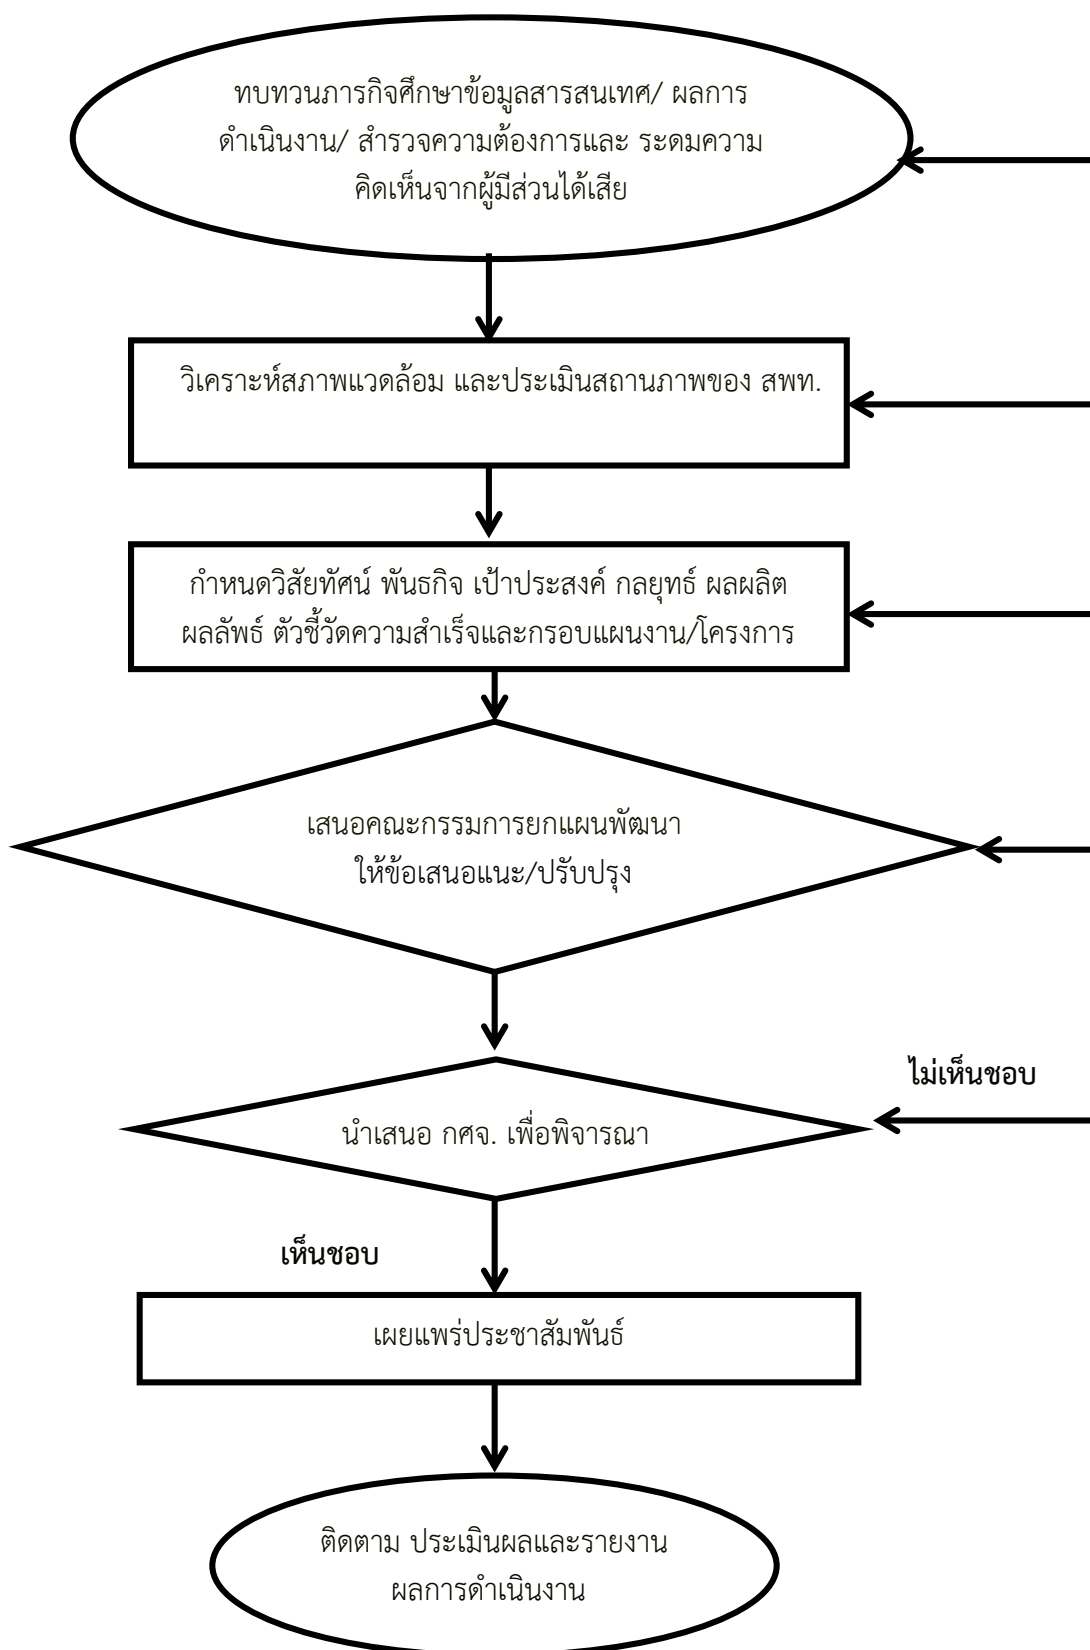 ทบทวนภารกิจศึกษาข้อมูลสารสนเทศ/ ผลการ
ดำเนินงาน/ สำรวจความต้องการและ ระดมความ
คิดเห็นจากผู้มีส่วนได้เสีย
วิเคราะห์สภาพแวดล้อม และประเมินสถานภาพของ สพท.
กำหนดวิสัยทัศน์ พันธกิจ เป้าประสงค์ กลยุทธ์ ผลผลิต
ผลลัพธ์ ตัวชี้วัดความสำเร็จและกรอบแผนงาน/โครงการ
เสนอคณะกรรมการยกแผนพัฒนา
ให้ข้อเสนอแนะ/ปรับปรุง
ไม่เห็นชอบ
นำเสนอ กศจ. เพื่อพิจารณา
เห็นชอบ
เผยแพร่ประชาสัมพันธ์
ติดตาม ประเมินผลและรายงาน
ผลการดำเนินงาน